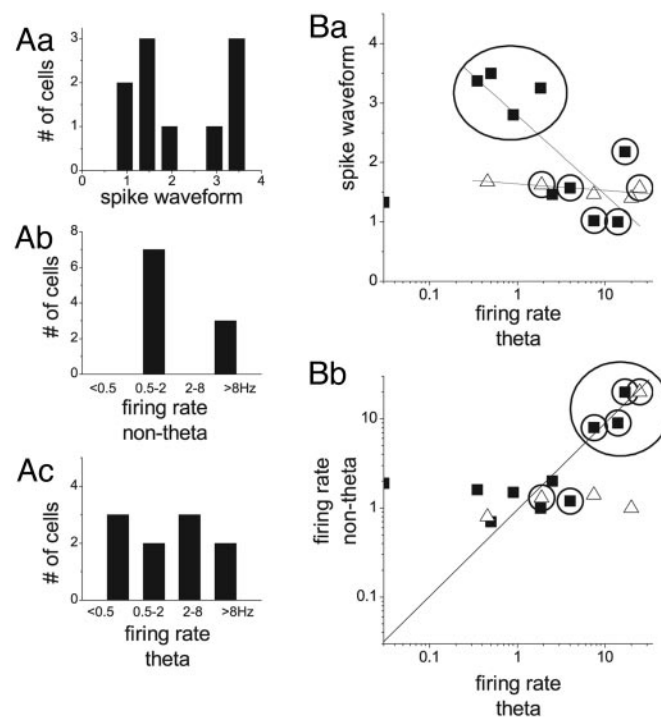 Aa
# of cells
3
2
1
0
0
1
2
3
4
spike waveform
Ab
# of cells
8
6
4
2
0
<0.5 0.5-2 2-8 >8Hz
firing rate
non-theta
Ac
# of cells
4
2
0
<0.5 0.5-2 2-8 >8Hz
firing rate
theta
Ba
spike waveform
4
3
2
1
0
0.1
1
10
firing rate
theta
Bb
firing rate
non-theta
10
1
0.1
0.1
1
10
firing rate
theta